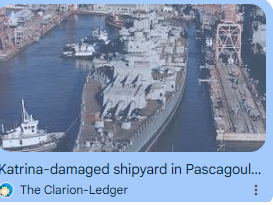 Katrina-damaged shipyard in Pascagoul...
The Clarion-Ledger